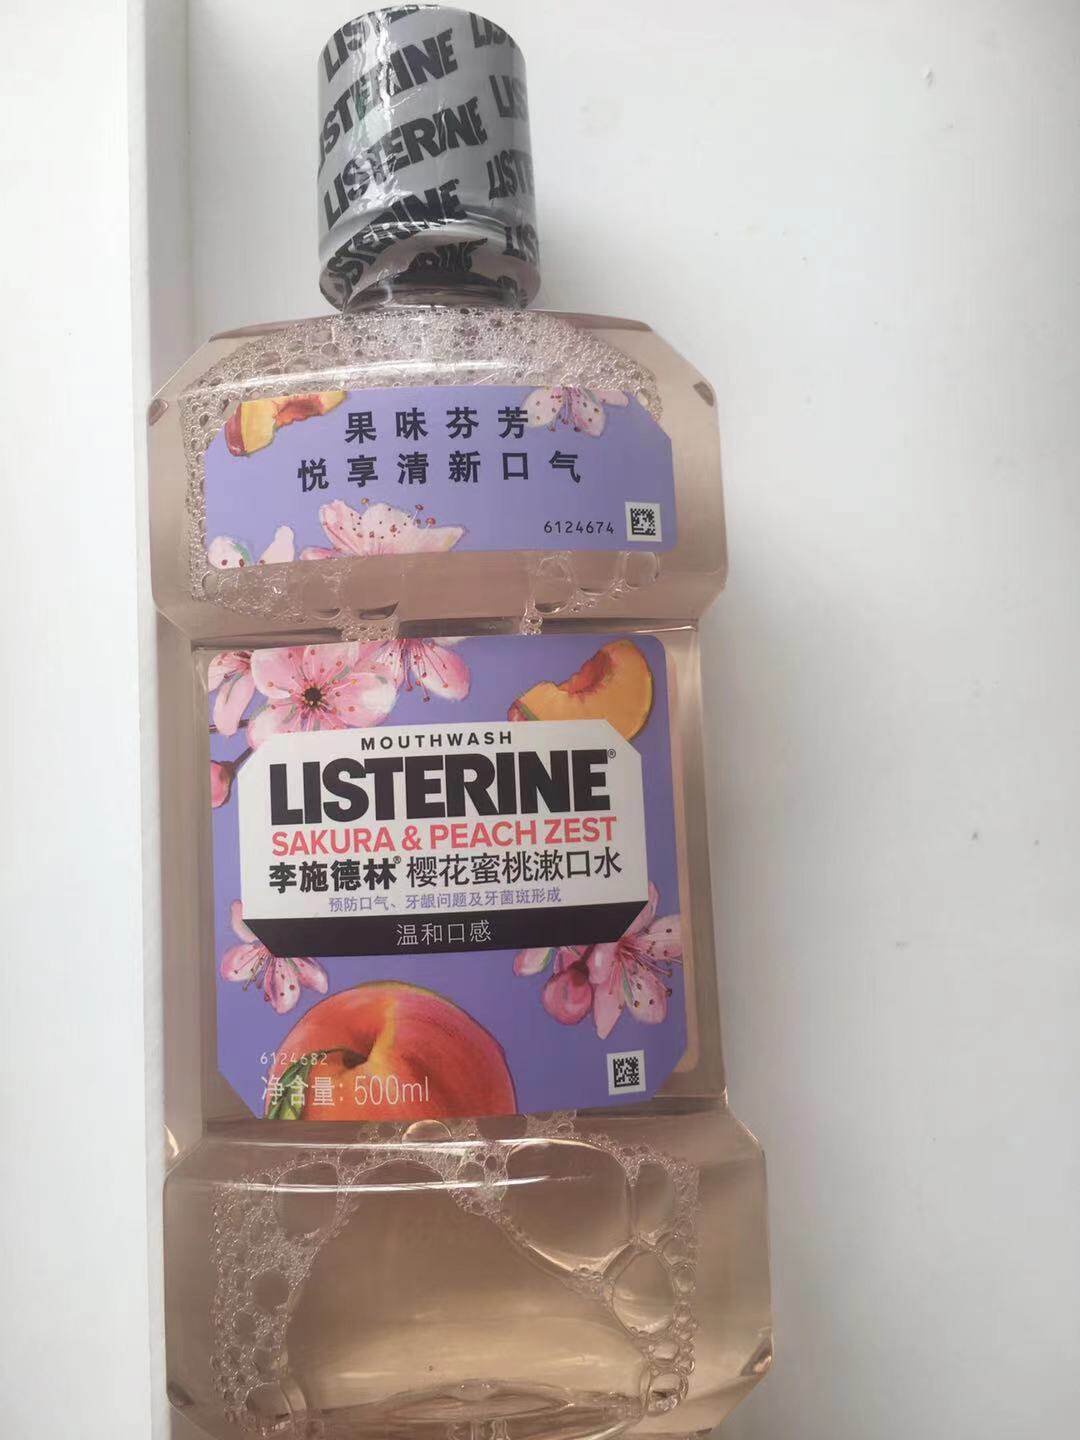 LISTERINE
LISTERINE
LISTERINE
LISTERINE
果味芬芳
悦享清新口气
6124674
MOUTHWASH
LISTERINE®
SAKURA & PEACH ZEST
李施德林® 樱花蜜桃漱口水
预防口气、牙龈问题及牙菌斑形成
温和口感
6124682
净含量: 500ml